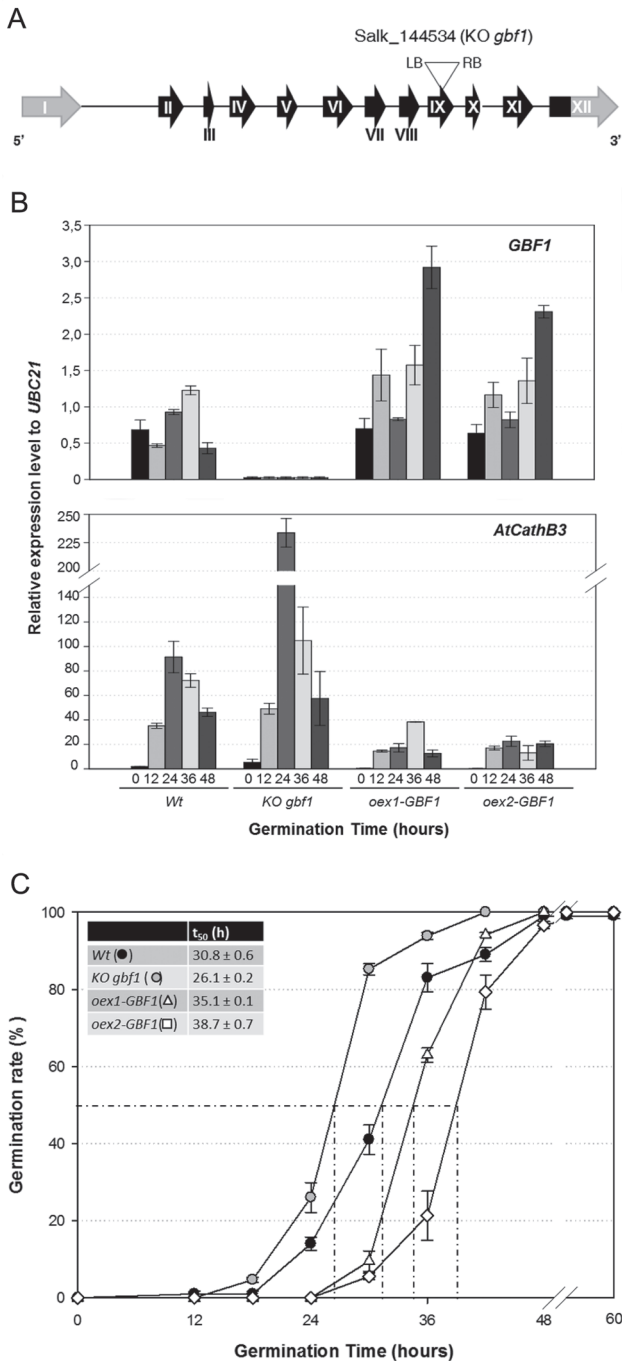 A
Salk_144534 (KO gbf1)
LB RB
I II III IV V VI VII VIII IX X XI XII
5' 3'
B
Relative expression level to UBC21
GBF1
3,5
3,0
2,5
2,0
1,5
1,0
0,5
0
AtCathB3
250
225
200
140
120
100
80
60
40
20
0
0 12 24 36 48 0 12 24 36 48 0 12 24 36 48 0 12 24 36 48
Wt KO gbf1 oex1-GBF1 oex2-GBF1
Germination Time (hours)
C
Germination rate (%)
100
80
60
40
20
0
t50 (h)
Wt 30.8 ± 0.6
KO gbf1 26.1 ± 0.2
oex1-GBF1 35.1 ± 0.1
oex2-GBF1 38.7 ± 0.7
0 12 24 36 48 60
Germination Time (hours)